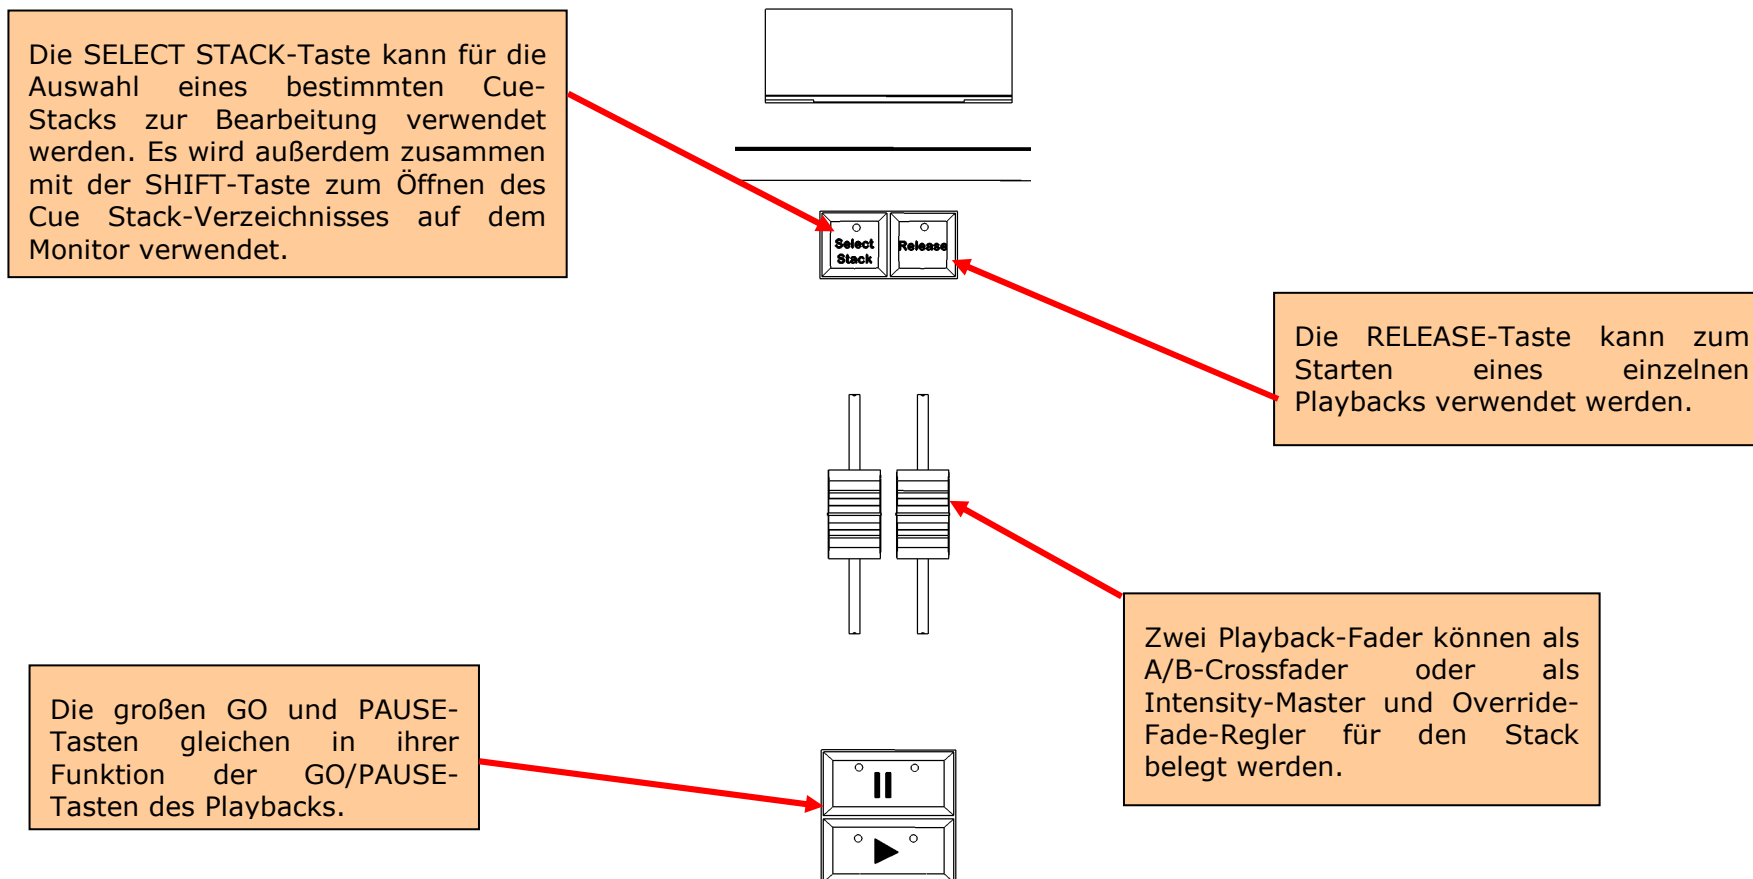 Die SELECT STACK-Taste kann für die
Auswahl eines bestimmten Cue-
Stacks zur Bearbeitung verwendet
werden. Es wird außerdem zusammen
mit der SHIFT-Taste zum Öffnen des
Cue Stack-Verzeichnisses auf dem
Monitor verwendet.
Select
Stack
Release
Die RELEASE-Taste kann zum
Starten eines einzelnen
Playbacks verwendet werden.
Zwei Playback-Fader können als
A/B-Crossfader oder als
Intensity-Master und Override-
Fade-Regler für den Stack
belegt werden.
Die großen GO und PAUSE-
Tasten gleichen in ihrer
Funktion der GO/PAUSE-
Tasten des Playbacks.